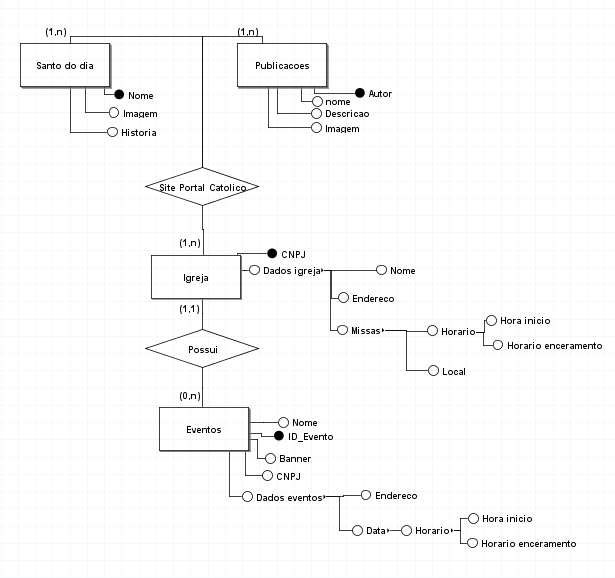 (1,n)
(1,n)
Santo do dia
Publicacoes
Nome
Imagem
Historia
Autor
nome
Descricao
Imagem
Site Portal Catolico
(1,n)
CNPJ
Igreja
Dados igreja
Nome
Endereco
(1,1)
Missas
Horario
Hora inicio
Horario enceramento
Local
Possui
(0,n)
Eventos
Nome
ID_Evento
Banner
CNPJ
Dados eventos
Endereco
Data
Horario
Hora inicio
Horario enceramento